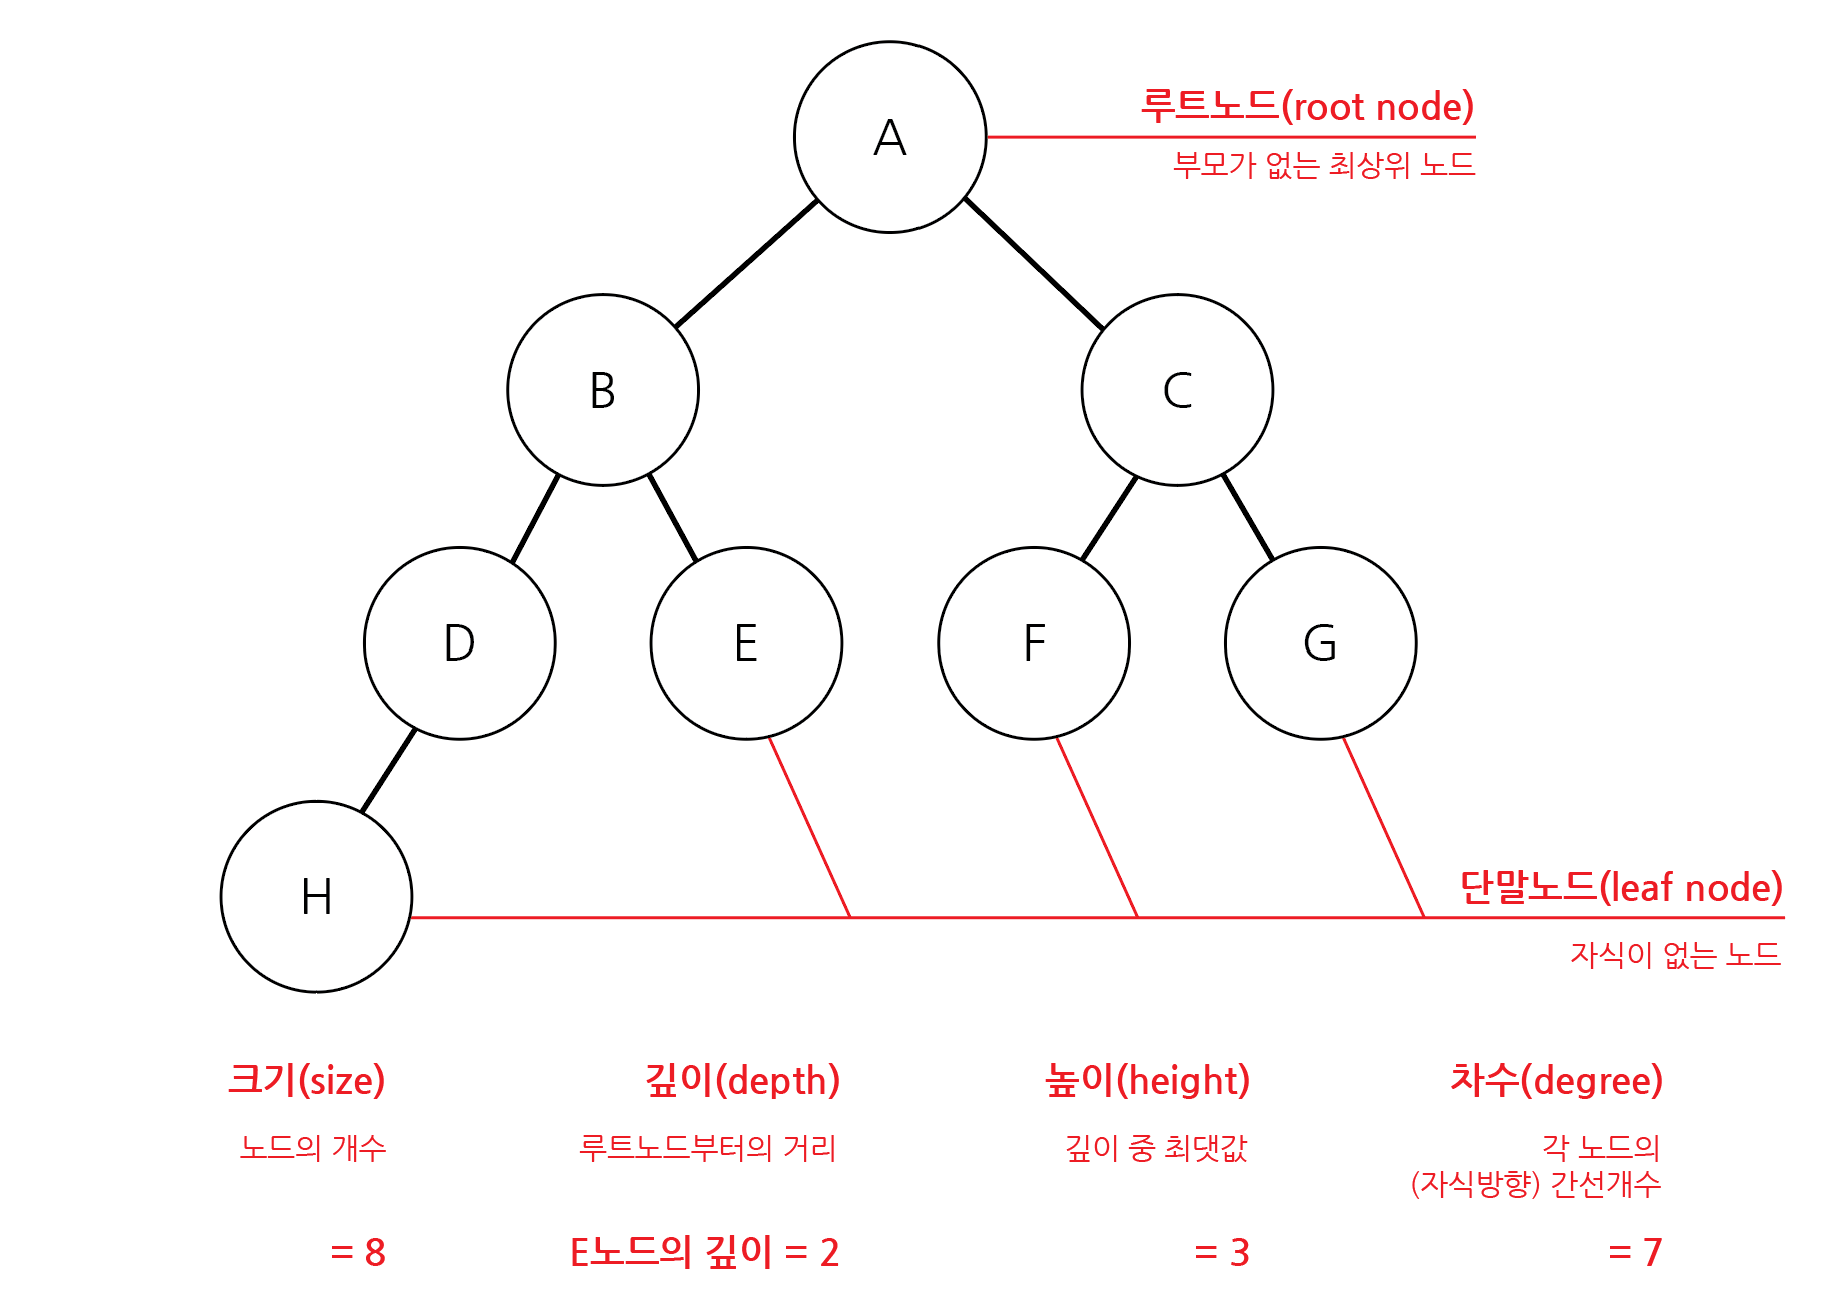 A
루트노드(root node)
부모가 없는 최상위 노드
B
C
D
E
F
G
H
단말노드(leaf node)
자식이 없는 노드
크기(size)
노드의 개수
= 8
깊이(depth)
루트노드부터의 거리
E노드의 깊이 = 2
높이(height)
깊이 중 최댓값
= 3
차수(degree)
각 노드의
(자식방향) 간선개수
= 7